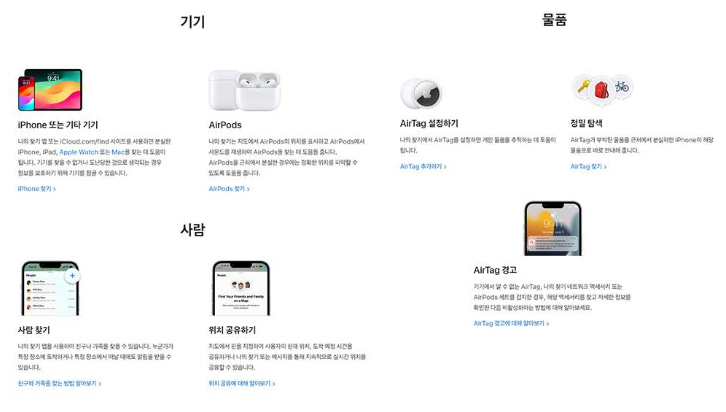 기기
iPhone 또는 기타 기기
나의 찾기 앱 또는 iCloud.com/find 사이트를 사용하면 분실한
iPhone, iPad, Apple Watch 또는 Mac을 찾는 데 도움이
됩니다. 기기를 찾을 수 없거나 도난당한 것으로 생각되는 경우
정보를 보호하기 위해 기기를 잠글 수 있습니다.
iPhone 찾기 >
AirPods
나의 찾기는 지도에서 AirPods의 위치를 표시하고 AirPods에서
사운드를 재생하여 AirPods을 찾는 데 도움을 줍니다.
AirPods을 근처에서 분실한 경우에는 정확한 위치를 파악할 수
있도록 도움을 줍니다.
AirPods 찾기 >
사람
사람 찾기
나의 찾기 앱을 사용하여 친구나 가족을 찾을 수 있습니다. 누군가가
특정 장소에 도착하거나 특정 장소에서 떠날 때에도 알림을 받을 수
있습니다.
친구와 가족을 찾는 방법 알아보기 >
People
Find Your Friends and Family
on a Map
위치 공유하기
지도에서 핀을 지정하여 사용자의 현재 위치, 도착 예정 시간을
공유하거나 나의 찾기 또는 메시지를 통해 지속적으로 실시간 위치를
공유할 수 있습니다.
위치 공유에 대해 알아보기 >
물품
AirTag 설정하기
나의 찾기에서 AirTag를 설정하면 개인 물품을 추적하는 데 도움이
됩니다.
AirTag 추가하기 >
정밀 탐색
AirTag가 부착된 물품을 근처에서 분실하면 iPhone이 해당
물품으로 바로 안내해 줍니다.
AirTag 찾기 >
AirTag 경고
기기에서 알 수 없는 AirTag, 나의 찾기 네트워크 액세서리 또는
AirPods 세트를 감지한 경우, 해당 액세서리를 찾고 자세한 정보를
확인한 다음 비활성화하는 방법에 대해 알아보세요.
AirTag 경고에 대해 알아보기 >